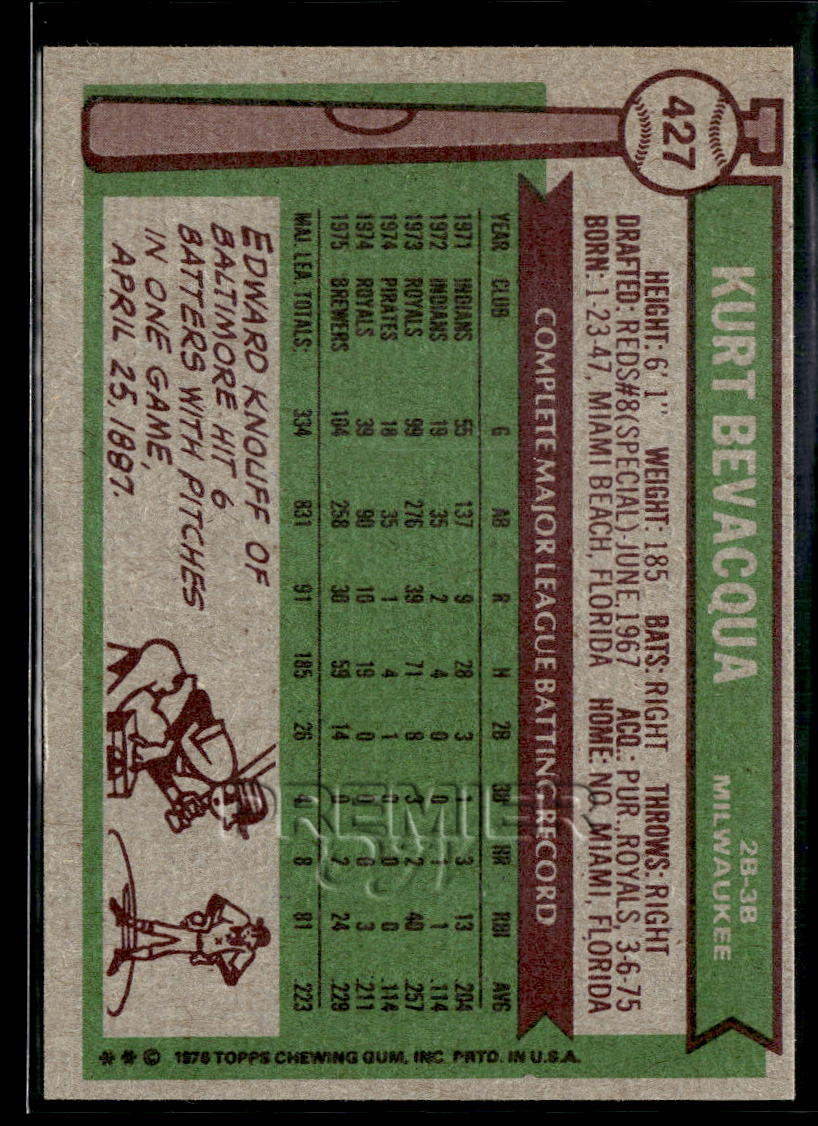 427
KURT BEVACQUA
2B-3B
MILWAUKEE
HEIGHT: 6' 1" WEIGHT: 185 BATS: RIGHT THROWS: RIGHT
DRAFTED: REDS#8(SPECIAL)-JUNE, 1967 ACQ.: PUR. ROYALS, 3-6-75
BORN: 1-23-47, MIAMI BEACH, FLORIDA HOME: NO. MIAMI, FLORIDA
COMPLETE MAJOR LEAGUE BATTING RECORD
YEAR CLUB G AB R H 2B 3B HR RBI AVG
1971 INDIANS 55 137 9 28 3 1 3 13 .204
1972 INDIANS 19 35 2 4 0 0 1 1 .114
1973 ROYALS 99 276 39 71 8 3 2 40 .257
1974 PIRATES 18 35 1 4 1 0 0 0 .114
1974 ROYALS 39 90 10 19 0 0 0 3 .211
1975 BREWERS 104 258 30 59 14 0 2 24 .229
MAJ. LEA. TOTALS: 334 831 91 185 26 4 8 81 .223
EDWARD KNOUFF OF
BALTIMORE HIT 6
BATTERS WITH PITCHES
IN ONE GAME,
APRIL 25, 1887.
** © 1976 TOPPS CHEWING GUM, INC. PRTD. IN U.S.A.
PREMIER